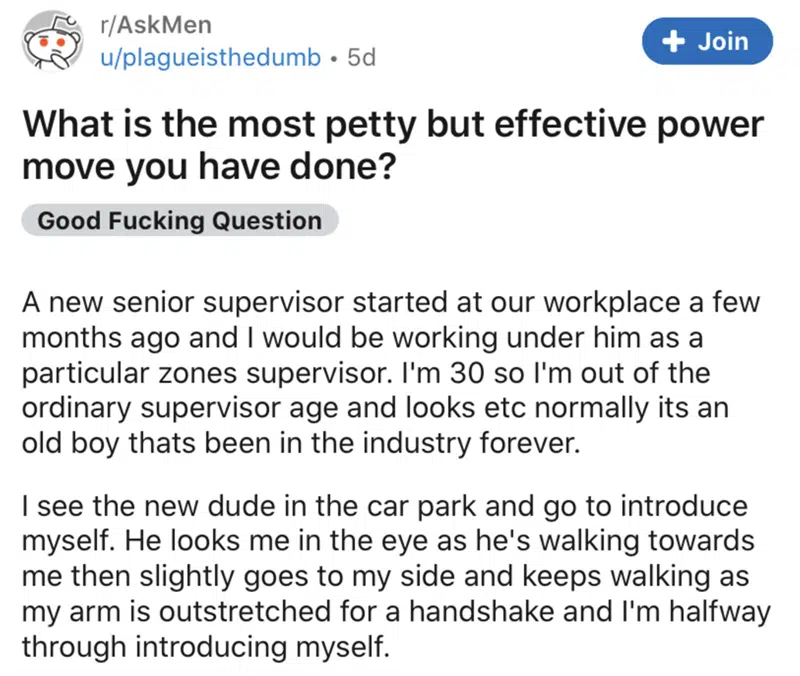 r/AskMen
u/plagueisthedumb • 5d
+ Join
What is the most petty but effective power
move you have done?
Good Fucking Question
A new senior supervisor started at our workplace a few
months ago and I would be working under him as a
particular zones supervisor. I'm 30 so I'm out of the
ordinary supervisor age and looks etc normally its an
old boy thats been in the industry forever.
I see the new dude in the car park and go to introduce
myself. He looks me in the eye as he's walking towards
me then slightly goes to my side and keeps walking as
my arm is outstretched for a handshake and I'm halfway
through introducing myself.